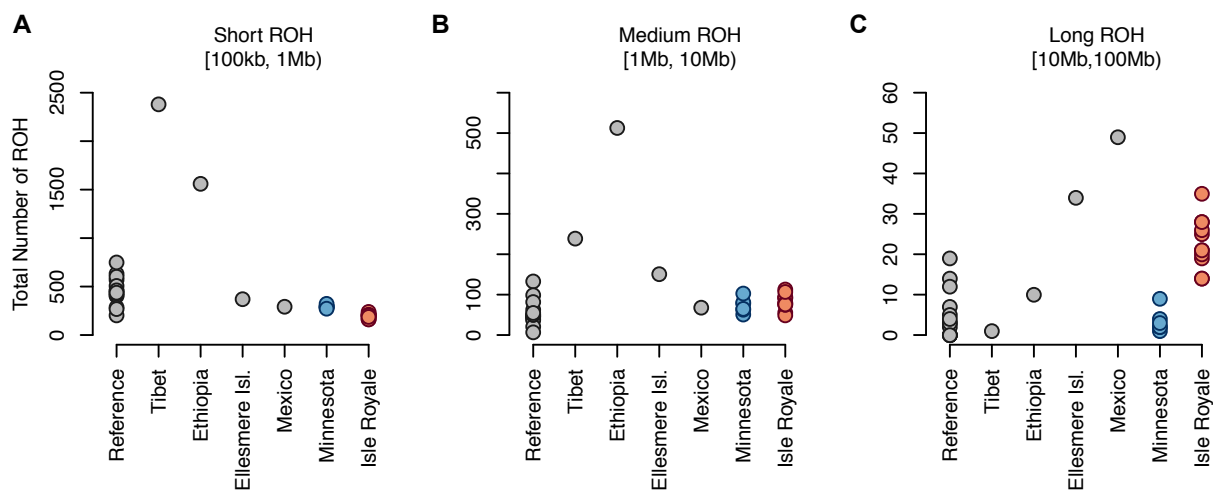 A
Short ROH
[100kb, 1Mb)
Total Number of ROH
2500
1500
500
0
Reference
Tibet
Ethiopia
Ellesmere Isl.
Mexico
Minnesota
Isle Royale
B
Medium ROH
[1Mb, 10Mb)
500
300
100
0
Reference
Tibet
Ethiopia
Ellesmere Isl.
Mexico
Minnesota
Isle Royale
C
Long ROH
[10Mb,100Mb)
60
50
40
30
20
10
0
Reference
Tibet
Ethiopia
Ellesmere Isl.
Mexico
Minnesota
Isle Royale